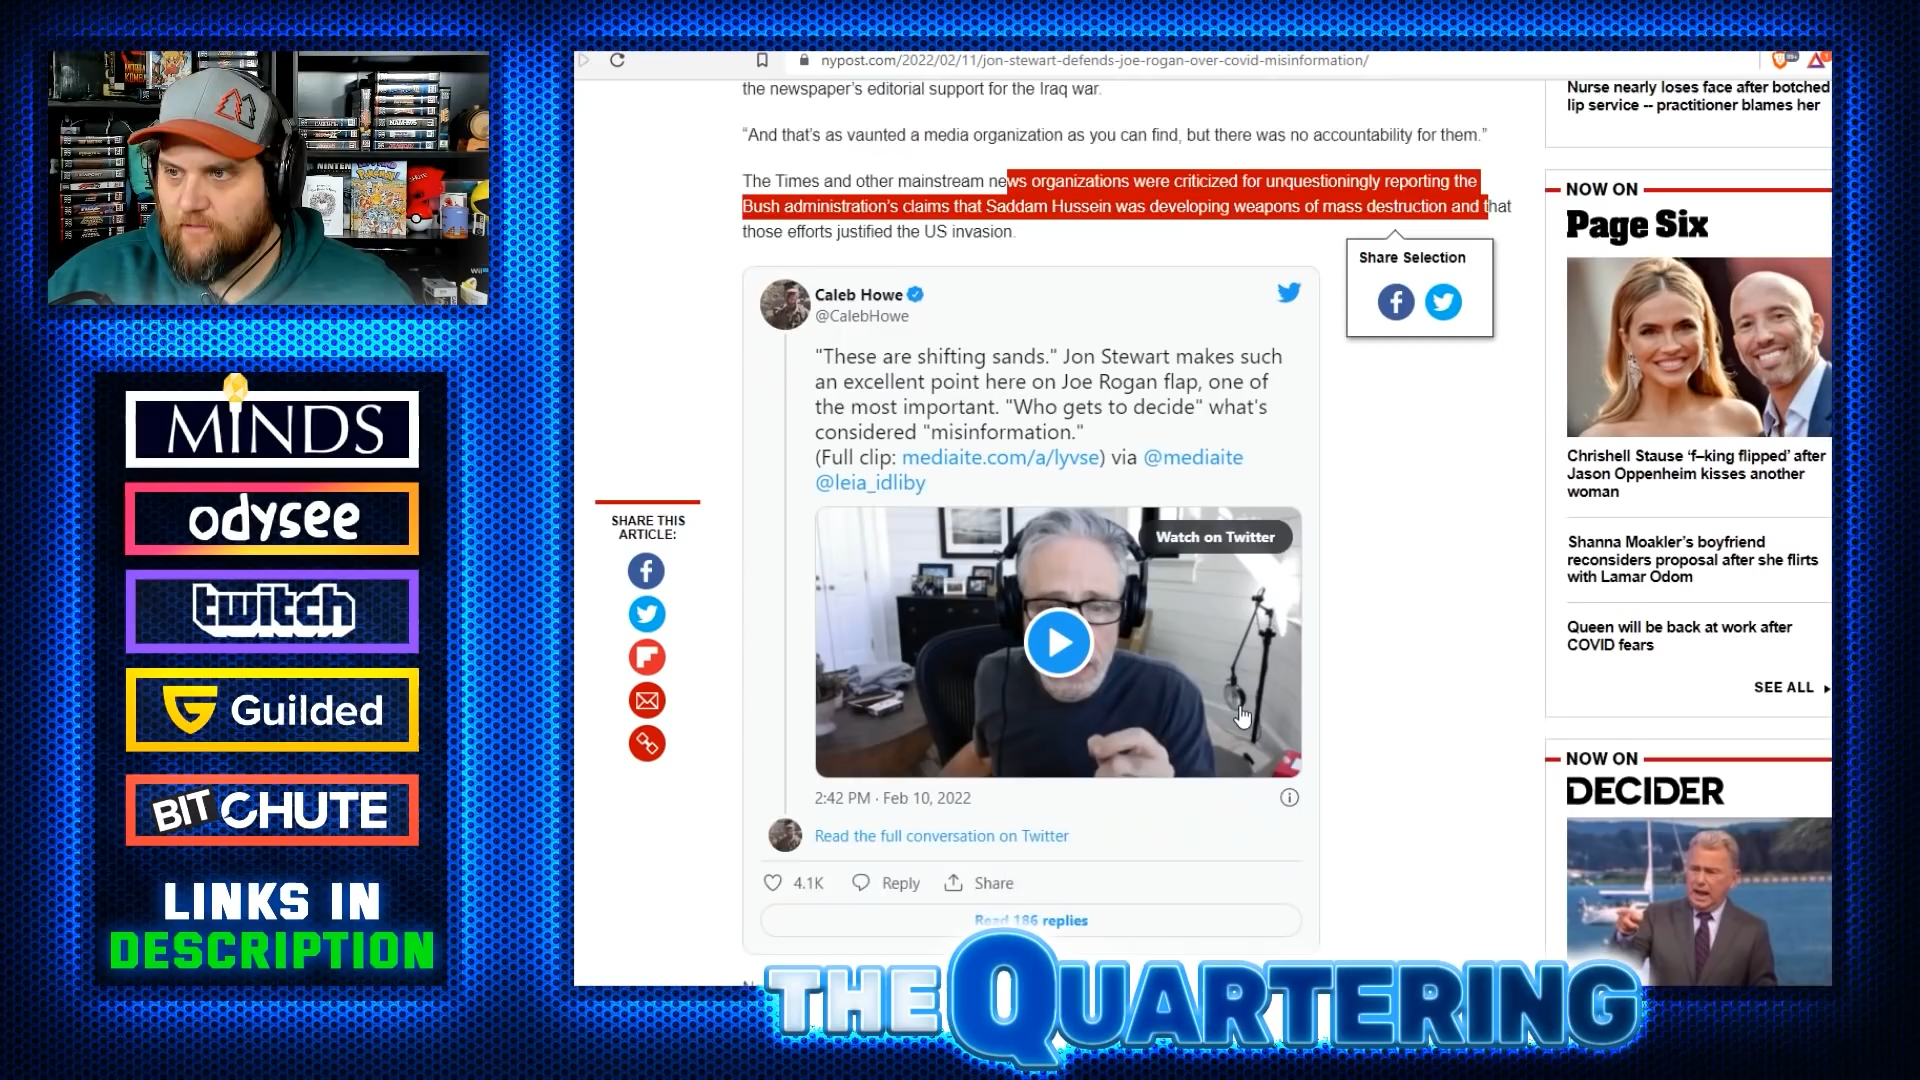 nypost.com/2022/02/11/jon-stewart-defends-joe-rogan-over-covid-misinformation/
the newspaper's editorial support for the Iraq war.
“And that's as vaunted a media organization as you can find, but there was no accountability for them.”
The Times and other mainstream news organizations were criticized for unquestioningly reporting the
Bush administration's claims that Saddam Hussein was developing weapons of mass destruction and that
those efforts justified the US invasion.
Share Selection
Caleb Howe
@CalebHowe
"These are shifting sands." Jon Stewart makes such
an excellent point here on Joe Rogan flap, one of
the most important. "Who gets to decide" what's
considered "misinformation."
(Full clip: mediaite.com/a/lyvse) via @mediaite
@leia_idliby
Watch on Twitter
2:42 PM · Feb 10, 2022
Read the full conversation on Twitter
4.1K Reply Share
Read 186 replies
SHARE THIS
ARTICLE:
Nurse nearly loses face after botched
lip service -- practitioner blames her
NOW ON
Page Six
Chrishell Stause ‘f–king flipped’ after
Jason Oppenheim kisses another
woman
Shanna Moakler's boyfriend
reconsiders proposal after she flirts
with Lamar Odom
Queen will be back at work after
COVID fears
SEE ALL
NOW ON
DECIDER
MINDS
odysee
twitch
Guilded
BITCHUTE
LINKS IN
DESCRIPTION
THE QUARTERING